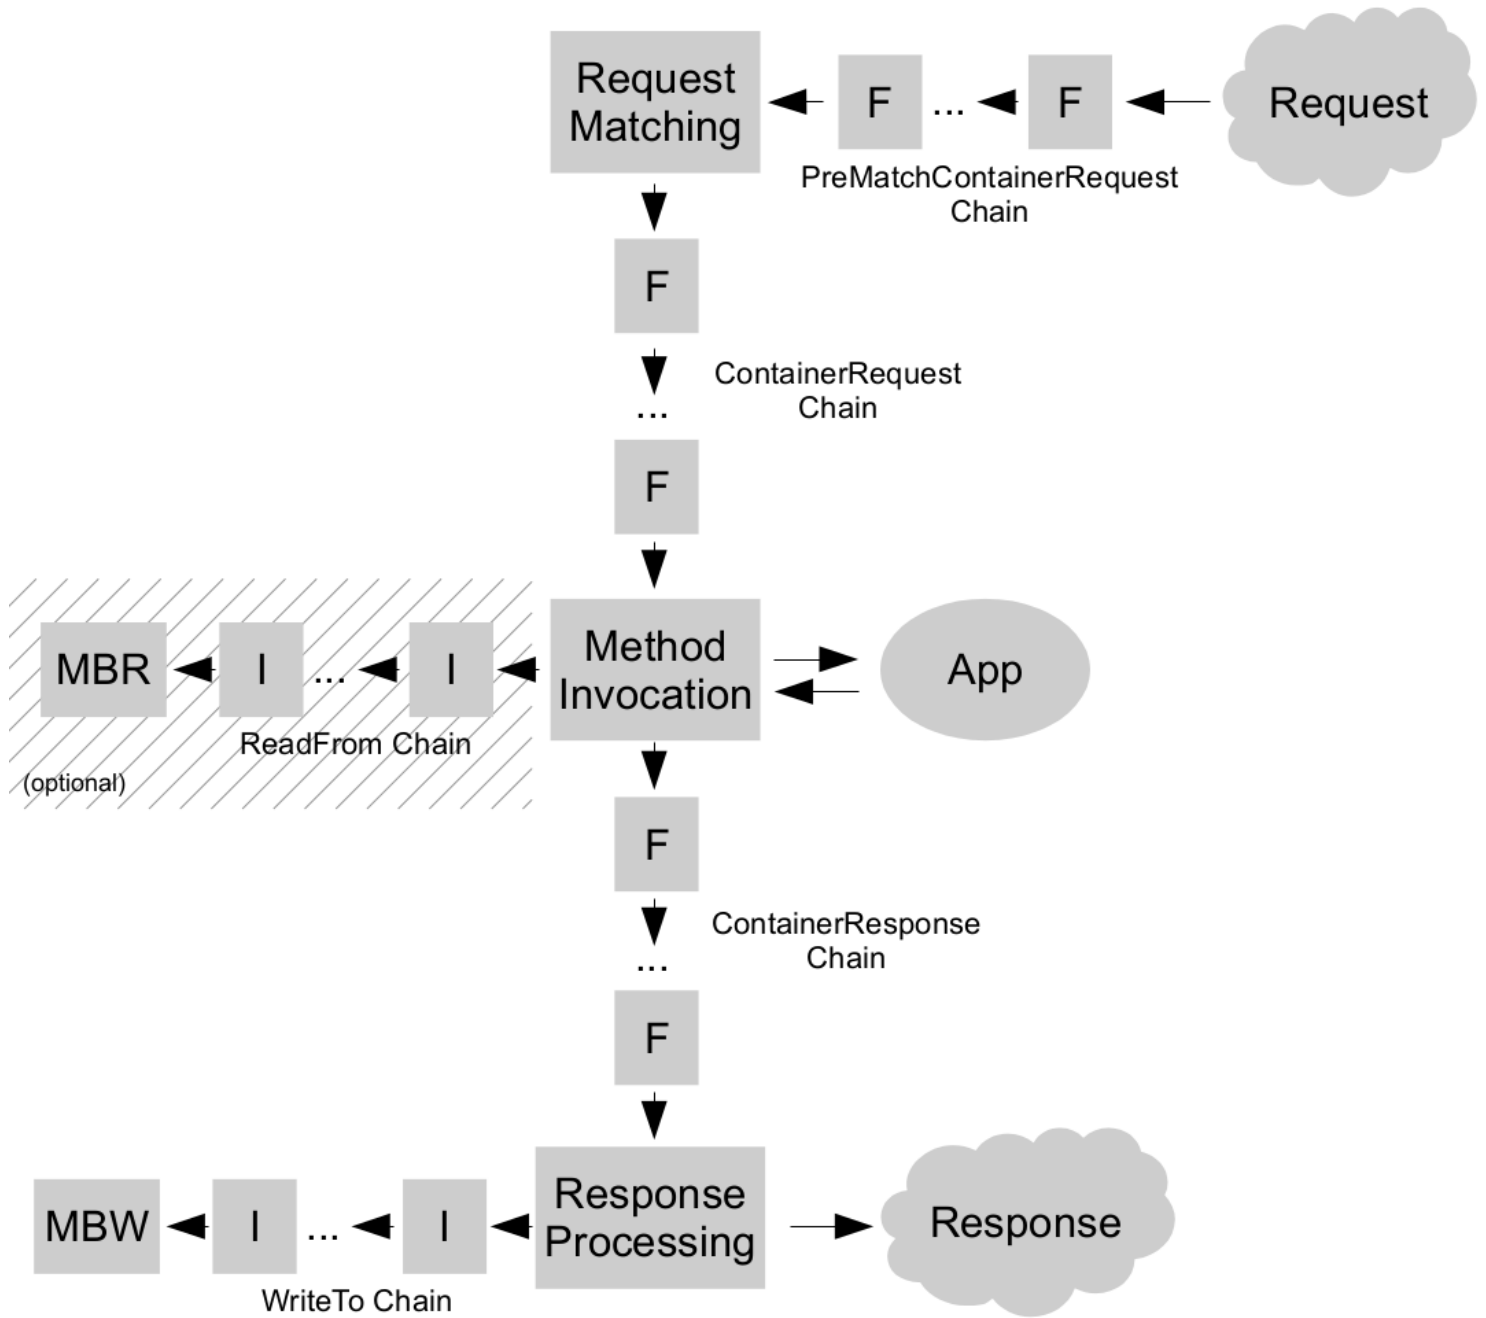 Request
Matching
F
...
F
Request
PreMatchContainerRequest
Chain
F
ContainerRequest
Chain
...
F
MBR
I
...
I
Method
Invocation
App
ReadFrom Chain
(optional)
F
ContainerResponse
Chain
...
F
MBW
I
...
I
Response
Processing
Response
WriteTo Chain